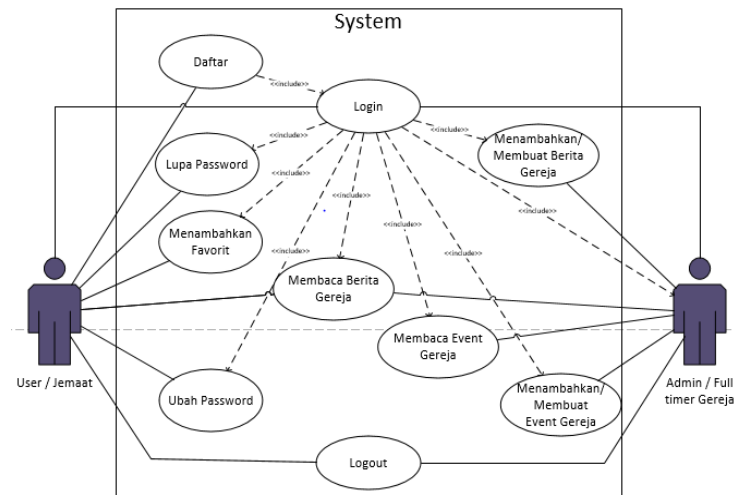 System
Daftar
<<include>>
Login
<<include>>
<<include>>
Menambahkan/
Membuat Berita
Gereja
Lupa Password
<<include>>
<<include>>
<<include>>
Menambahkan
Favorit
<<include>>
<<include>>
<<include>>
Membaca Berita
Gereja
Membaca Event
Gereja
User / Jemaat
Admin / Full
timer Gereja
Ubah Password
Menambahkan/
Membuat
Event Gereja
Logout